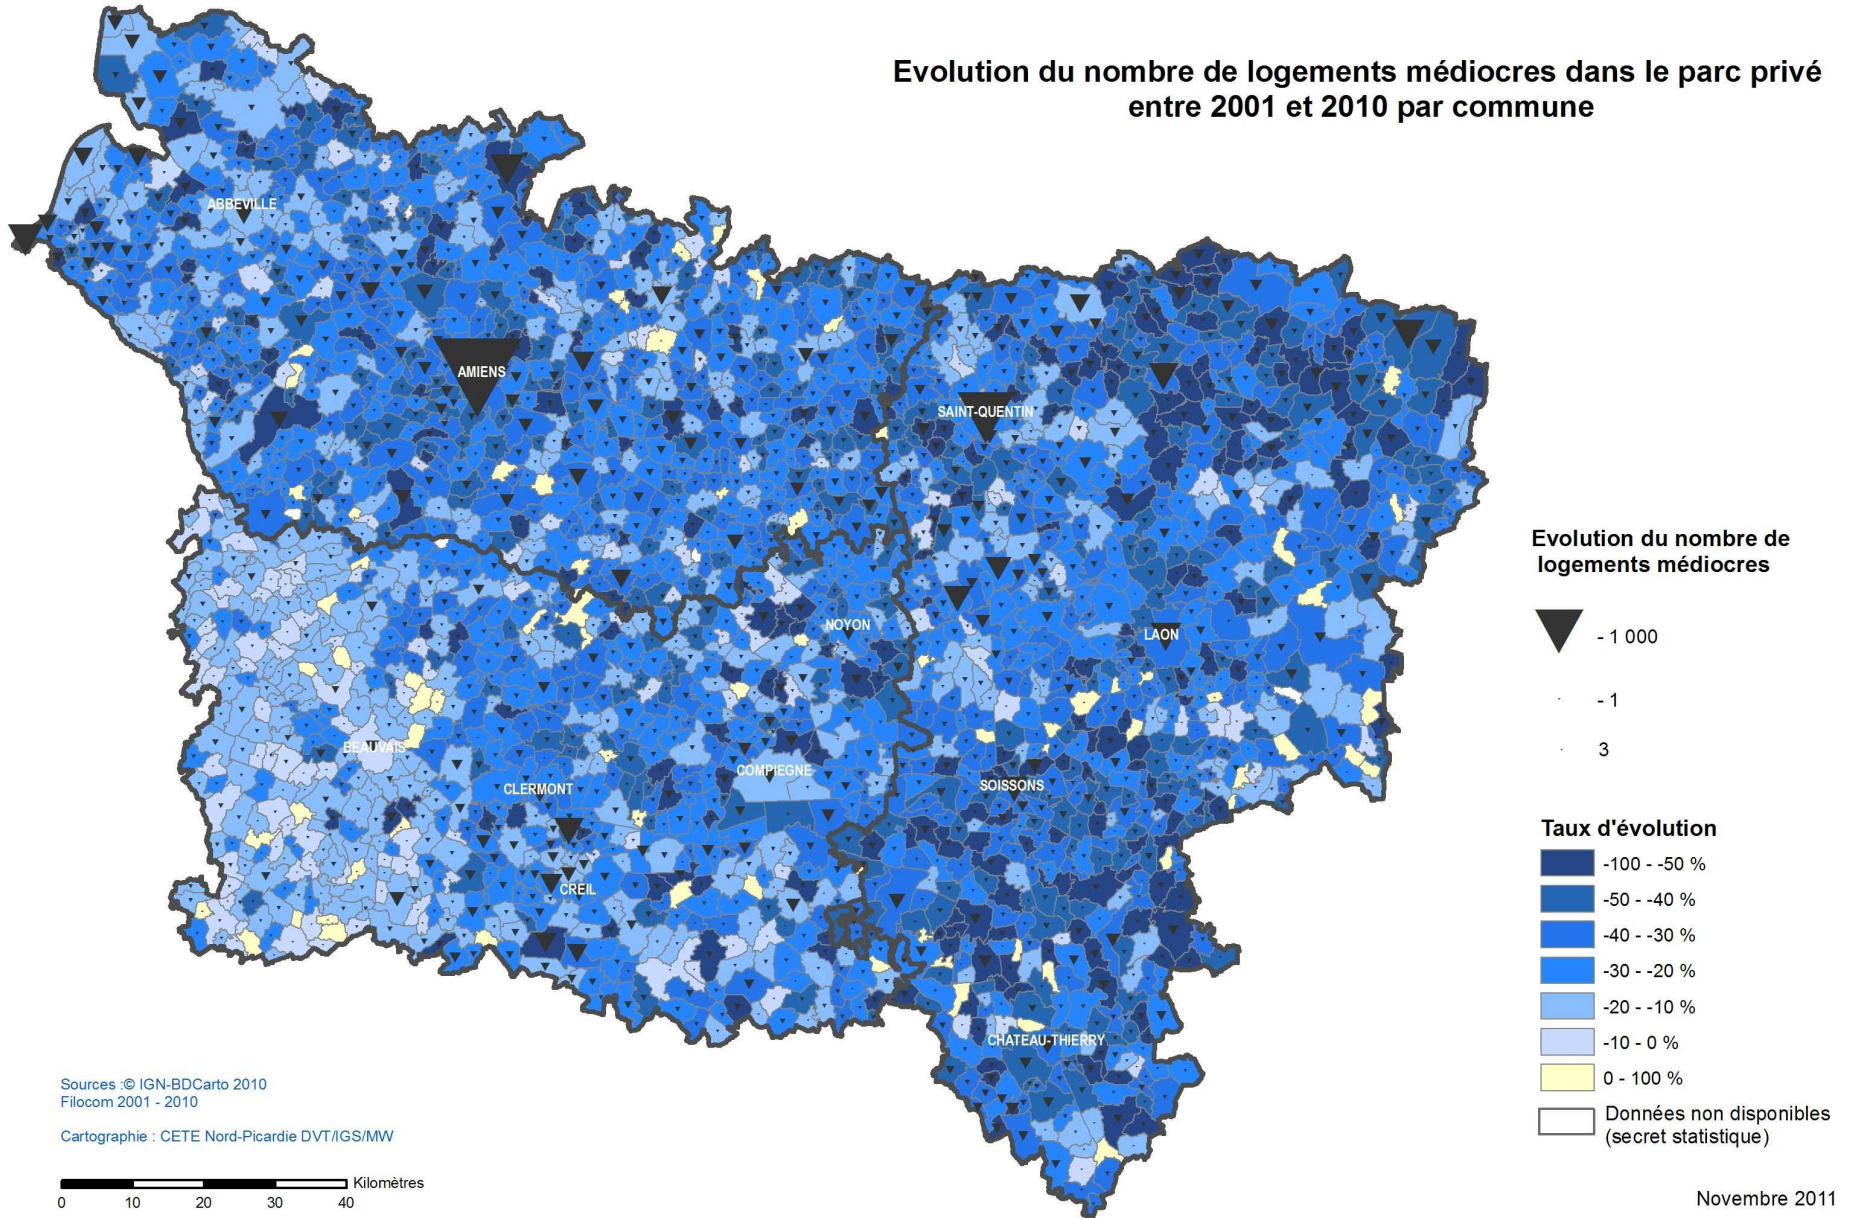 Evolution du nombre de logements médiocres dans le parc privé
entre 2001 et 2010 par commune
ABBEVILLE
AMIENS
SAINT-QUENTIN
NOYON
LAON
BEAUVAIS
COMPIEGNE
CLERMONT
SOISSONS
CREIL
CHATEAU-THIERRY
Evolution du nombre de
logements médiocres
- 1 000
- 1
3
Taux d'évolution
-100 - -50 %
-50 - -40 %
-40 - -30 %
-30 - -20 %
-20 - -10 %
-10 - 0 %
0 - 100 %
Données non disponibles
(secret statistique)
Sources :© IGN-BDCarto 2010
Filocom 2001 - 2010
Cartographie : CETE Nord-Picardie DVT/IGS/MW
Kilomètres
0 10 20 30 40
Novembre 2011